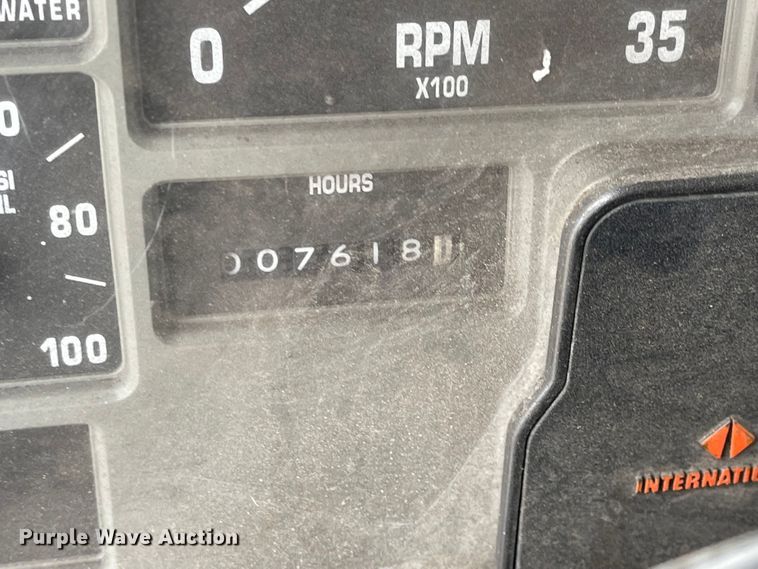 WATER
0
RPM
35
X100
0
SI
IL
80
HOURS
007618
100
INTERNATI
Purple Wave Auction